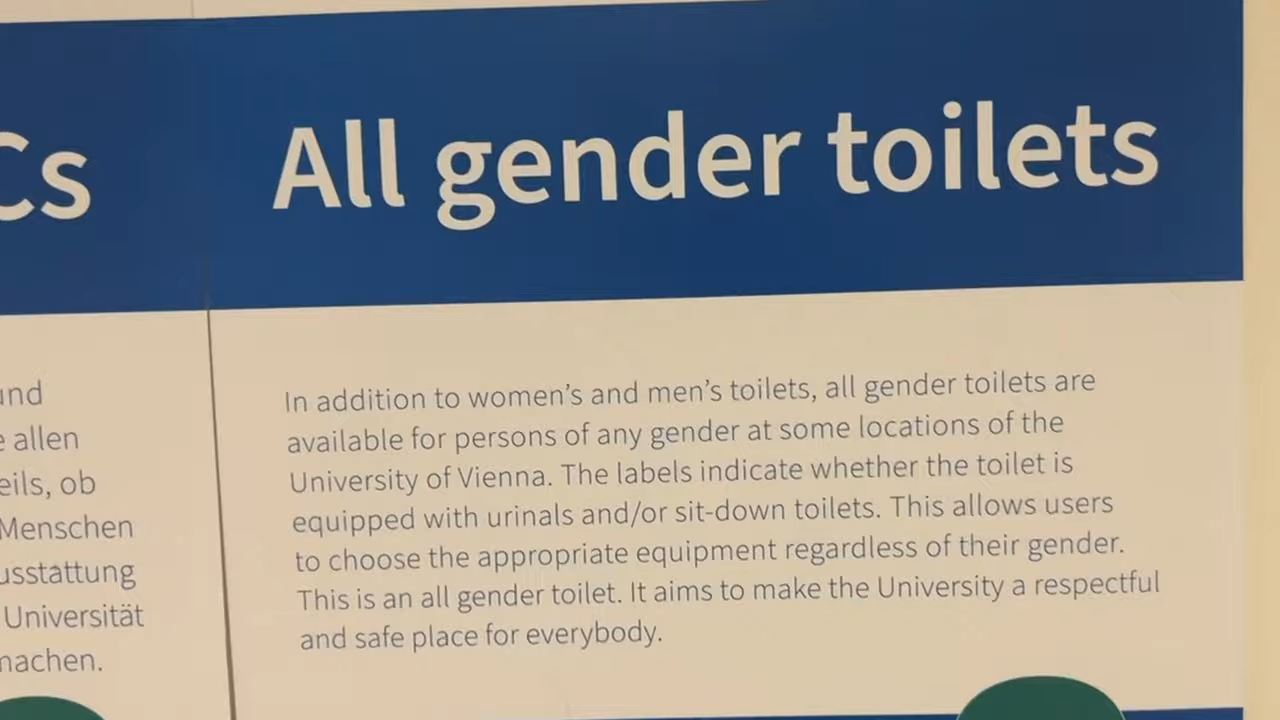 Cs
und
allen
ob
Menschen
Universität
All gender toilets
In addition to women's and men's toilets, all gender toilets are
available for persons of any gender at some locations of the
University of Vienna. The labels indicate whether the toilet is
equipped with urinals and/or sit-down toilets. This allows users
to choose the appropriate equipment regardless of their gender.
This is an all gender toilet. It aims to make the University a respectful
and safe place for everybody.